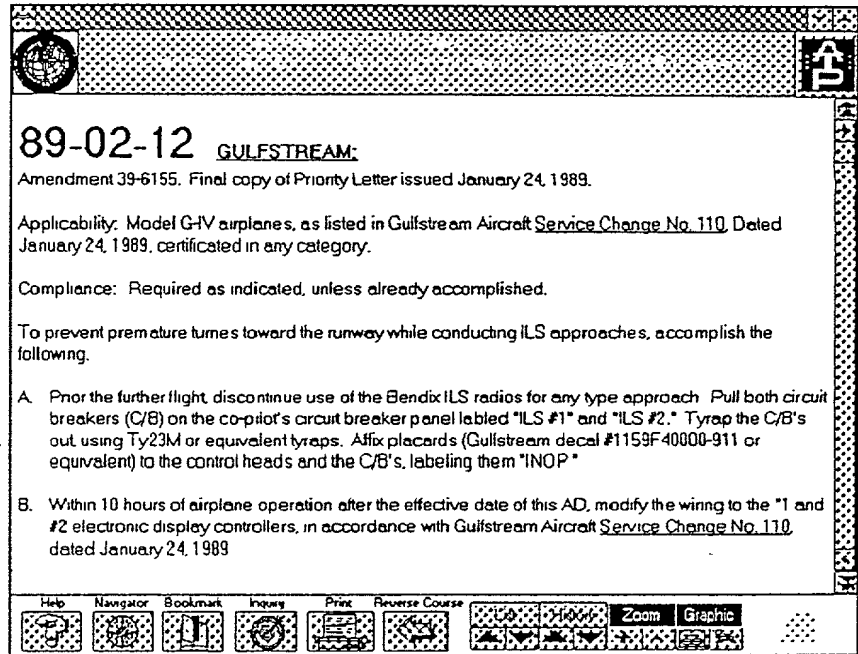 ATP
89-02-12 GULFSTREAM:
Amendment 39-6155. Final copy of Priority Letter issued January 24, 1989.
Applicability: Model G-IV airplanes, as listed in Gulfstream Aircraft Service Change No. 110, Dated
January 24, 1989, certificated in any category.
Compliance: Required as indicated, unless already accomplished.
To prevent premature turnes toward the runway while conducting ILS approaches, accomplish the
following.
A. Prior the further flight, discontinue use of the Bendix ILS radios for any type approach Pull both circuit
breakers (C/B) on the co-pilot's circuit breaker panel labled "ILS #1" and "ILS #2." Tyrap the C/B's
out using Ty23M or equivalent tyraps. Affix placards (Gulfstream decal #1159F40000-911 or
equivalent) to the control heads and the C/B's, labeling them "INOP"
B. Within 10 hours of airplane operation after the effective date of this AD, modify the wiring to the "1 and
#2 electronic display controllers, in accordance with Gulfstream Aircraft Service Change No. 110,
dated January 24, 1989
Help Navigator Bookmark Inquiry Print Reverse Course List History Zoom Graphic